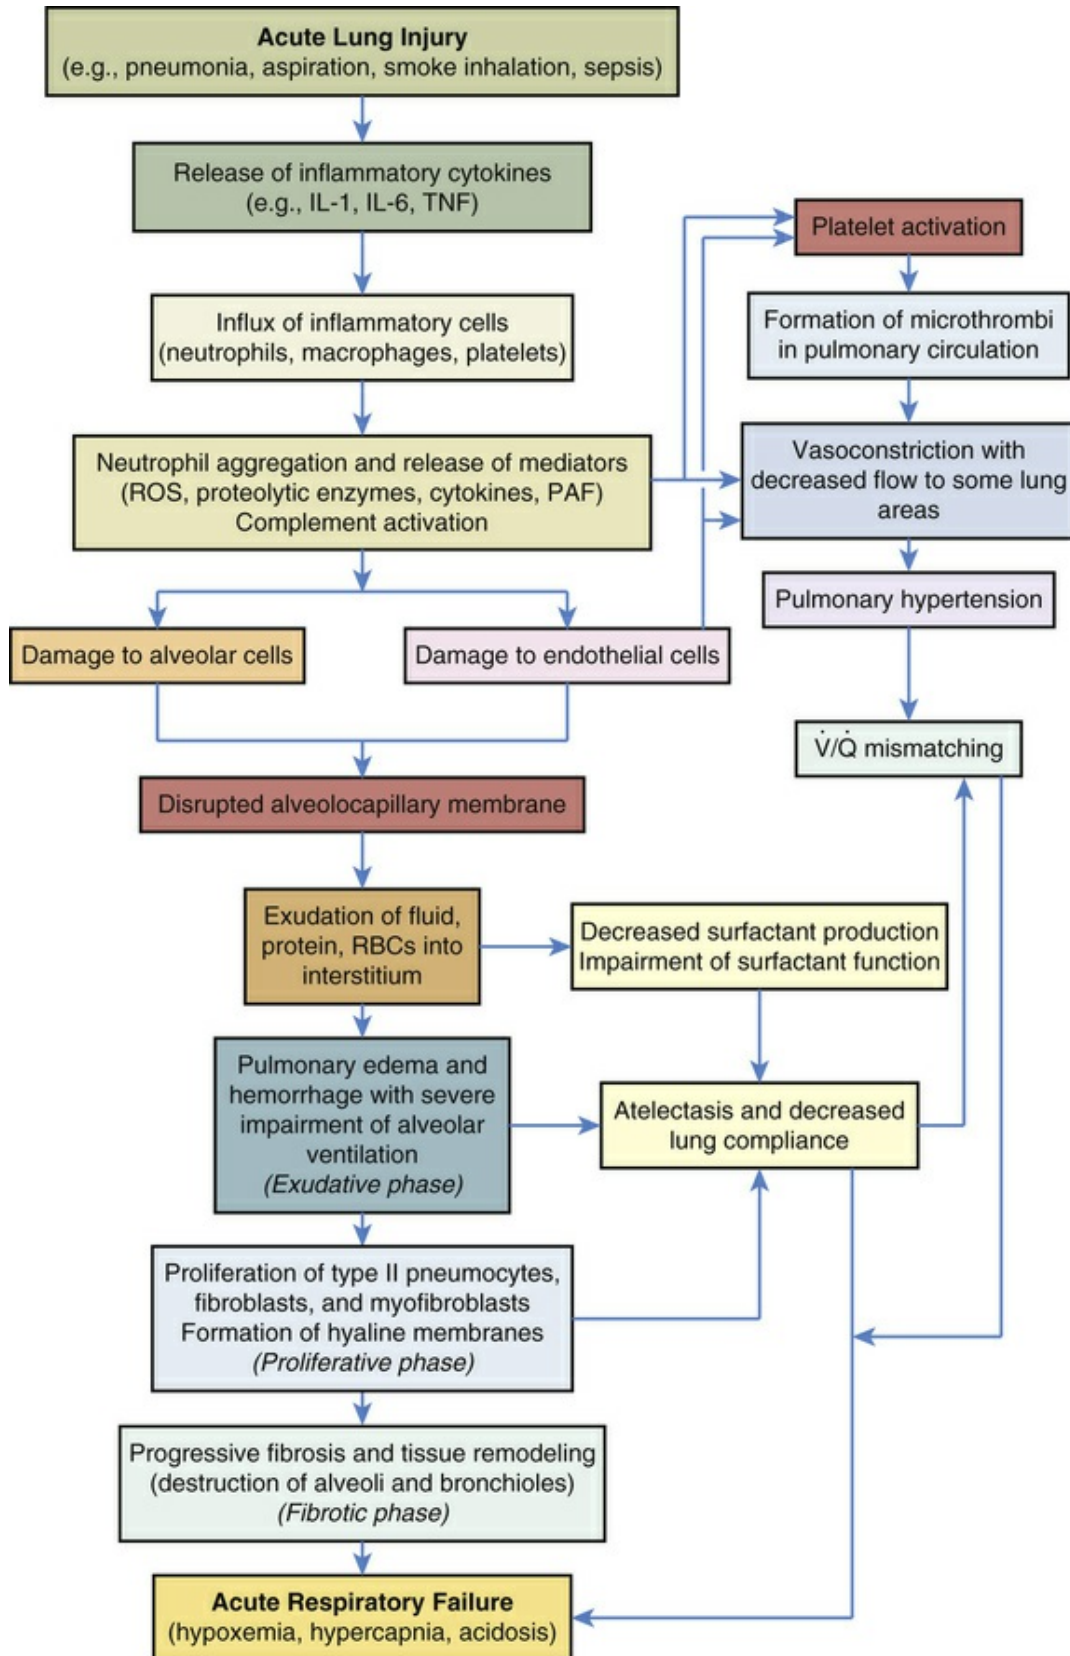 Acute Lung Injury
(e.g., pneumonia, aspiration, smoke inhalation, sepsis)
Release of inflammatory cytokines
(e.g., IL-1, IL-6, TNF)
Influx of inflammatory cells
(neutrophils, macrophages, platelets)
Neutrophil aggregation and release of mediators
(ROS, proteolytic enzymes, cytokines, PAF)
Complement activation
Platelet activation
Formation of microthrombi
in pulmonary circulation
Vasoconstriction with
decreased flow to some lung
areas
Pulmonary hypertension
V̇/Q̇ mismatching
Damage to alveolar cells
Damage to endothelial cells
Disrupted alveolocapillary membrane
Exudation of fluid,
protein, RBCs into
interstitium
Decreased surfactant production
Impairment of surfactant function
Pulmonary edema and
hemorrhage with severe
impairment of alveolar
ventilation
(Exudative phase)
Atelectasis and decreased
lung compliance
Proliferation of type II pneumocytes,
fibroblasts, and myofibroblasts
Formation of hyaline membranes
(Proliferative phase)
Progressive fibrosis and tissue remodeling
(destruction of alveoli and bronchioles)
(Fibrotic phase)
Acute Respiratory Failure
(hypoxemia, hypercapnia, acidosis)